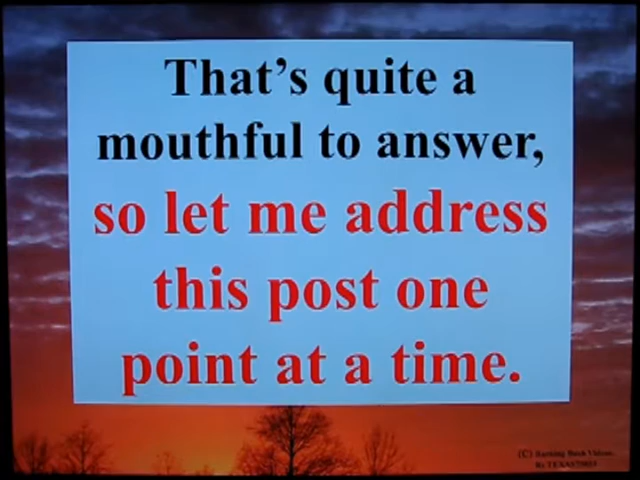 That's quite a
mouthful to answer,
so let me address
this post one
point at a time.
(C)